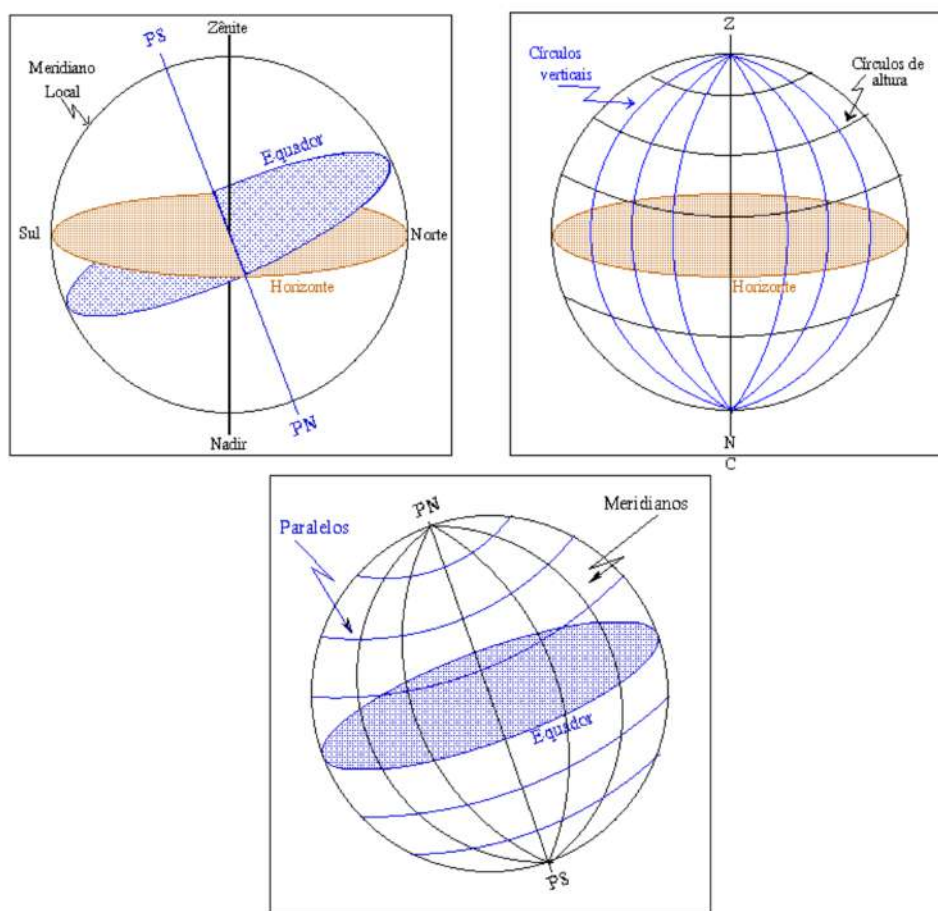 PS
Zênite
Meridiano
Local
Equador
Sul
Norte
Horizonte
PN
Nadir
Z
Círculos
verticais
Círculos de
altura
Horizonte
N
C
PN
Meridianos
Paralelos
Equador
PS